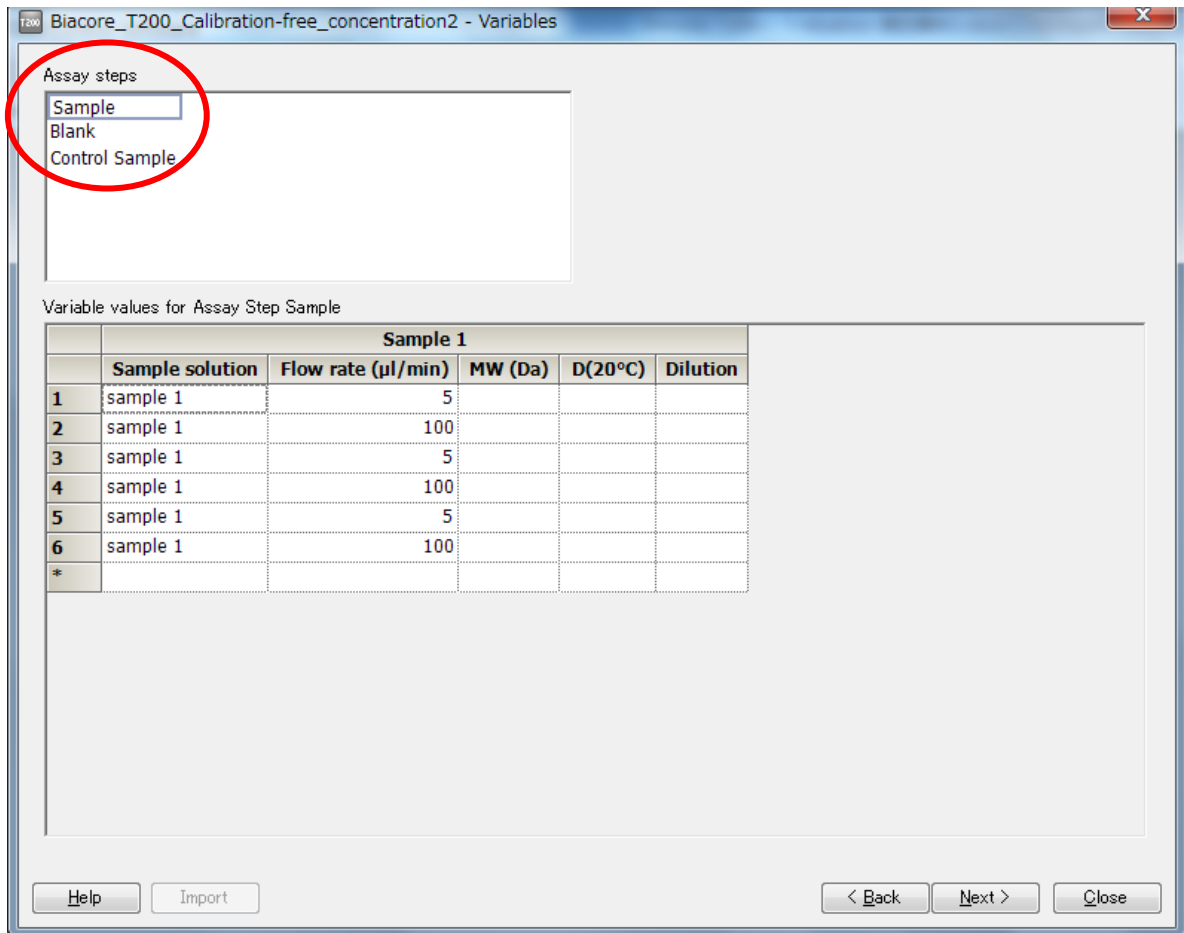 T200 Biacore_T200_Calibration-free_concentration2 - Variables x
Assay steps
Sample
Blank
Control Sample
Variable values for Assay Step Sample
Sample 1
Sample solution Flow rate (µl/min) MW (Da) D(20°C) Dilution
1 sample 1 5
2 sample 1 100
3 sample 1 5
4 sample 1 100
5 sample 1 5
6 sample 1 100
*
Help Import < Back Next > Close